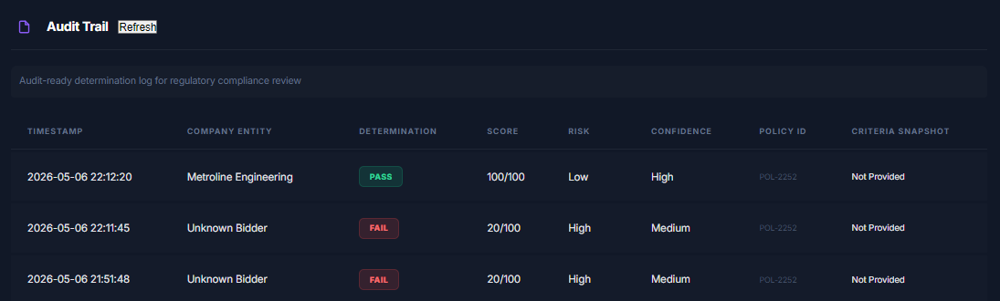 Audit Trail Refresh
Audit-ready determination log for regulatory compliance review
TIMESTAMP COMPANY ENTITY DETERMINATION SCORE RISK CONFIDENCE POLICY ID CRITERIA SNAPSHOT
2026-05-06 22:12:20 Metroline Engineering PASS 100/100 Low High POL-2252 Not Provided
2026-05-06 22:11:45 Unknown Bidder FAIL 20/100 High Medium POL-2252 Not Provided
2026-05-06 21:51:48 Unknown Bidder FAIL 20/100 High Medium POL-2252 Not Provided